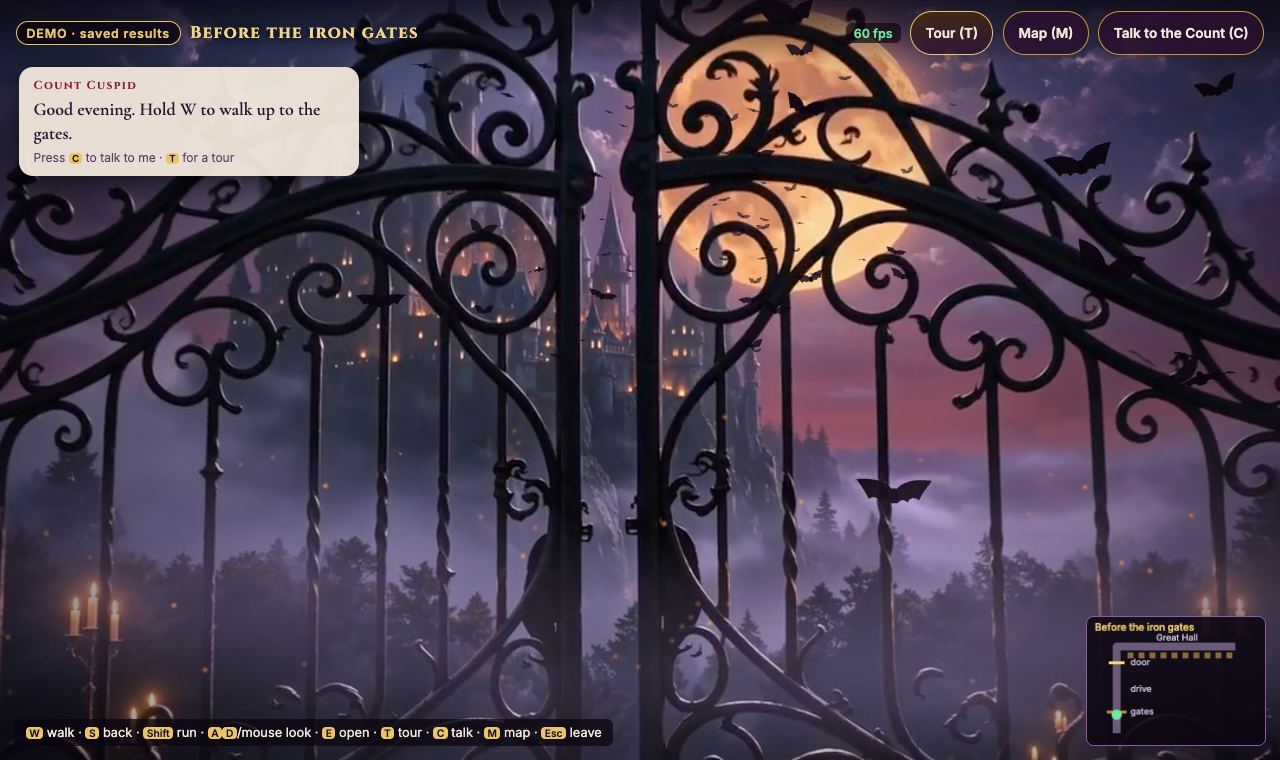 DEMO · saved results
Before the iron gates
60 fps
Tour (T)
Map (M)
Talk to the Count (C)
Count Cuspid
Good evening. Hold W to walk up to the
gates.
Press C to talk to me · T for a tour
Before the iron gates
Great Hall
door
drive
gates
W walk · S back · Shift run · A D/mouse look · E open · T tour · C talk · M map · Esc leave